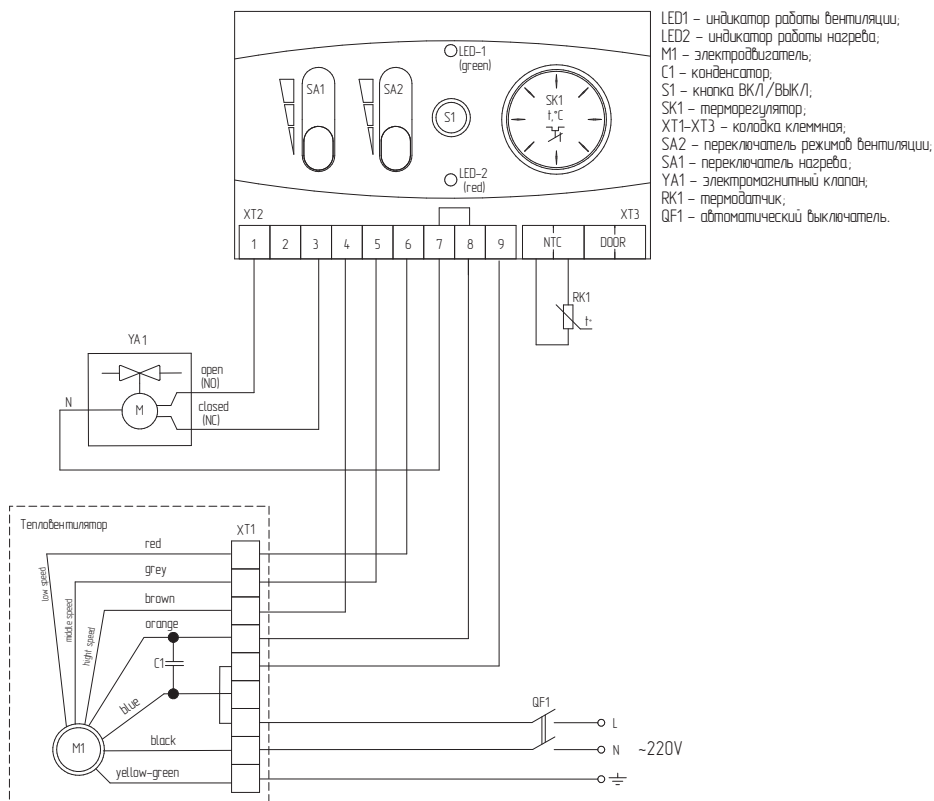 LED1 – индикатор работы вентиляции;
LED2 – индикатор работы нагрева;
M1 – электродвигатель;
C1 – конденсатор;
S1 – кнопка ВКЛ/ВЫКЛ;
SK1 – терморегулятор;
XT1-XT3 – колодка клеммная;
SA2 – переключатель режимов вентиляции;
SA1 – переключатель нагрева;
YA1 – электромагнитный клапан;
RK1 – термодатчик;
QF1 – автоматический выключатель.
LED-1
(green)
SA1
SA2
S1
SK1
t,°C
LED-2
(red)
XT2
XT3
1 2 3 4 5 6 7 8 9
NTC
DOOR
RK1
t°
YA1
open
(NO)
N
M
closed
(NC)
Тепловентилятор
XT1
red
grey
brown
orange
low speed
middle speed
hight speed
C1
blue
M1
black
yellow-green
QF1
L
N
~220V